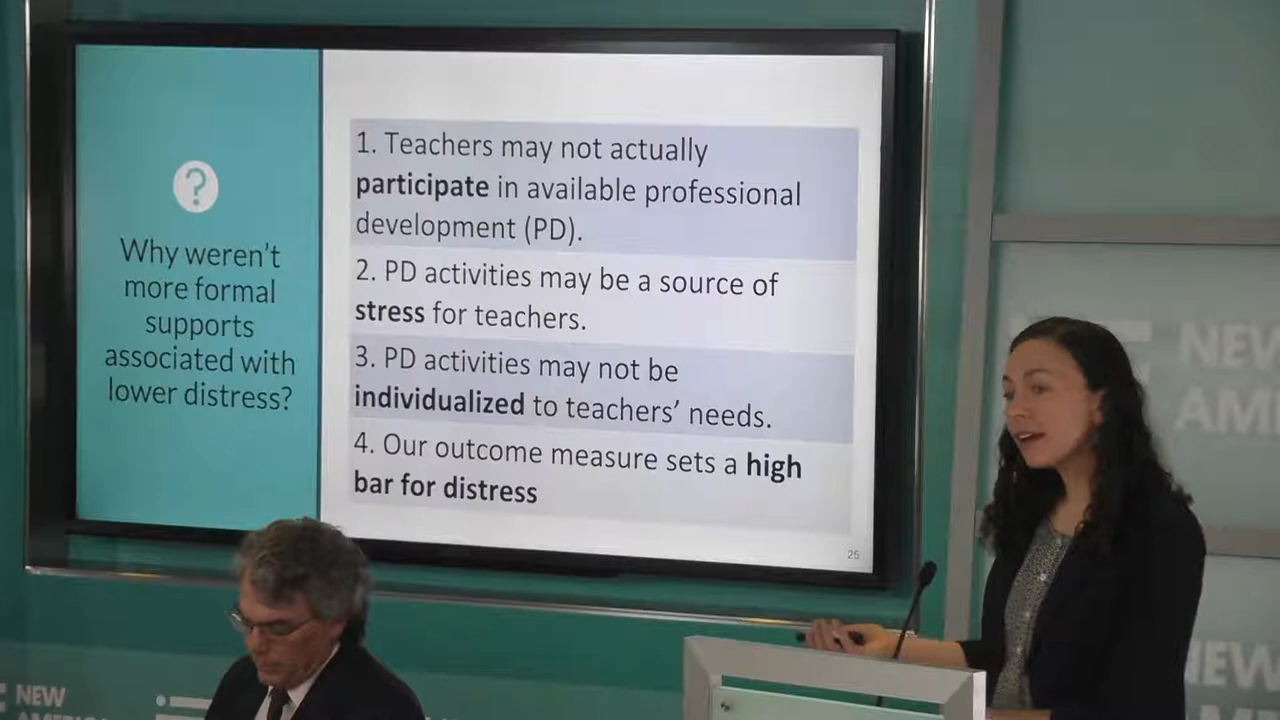 ?
Why weren't
more formal
supports
associated with
lower distress?
1. Teachers may not actually
participate in available professional
development (PD).
2. PD activities may be a source of
stress for teachers.
3. PD activities may not be
individualized to teachers' needs.
4. Our outcome measure sets a high
bar for distress
25
NEW
AMERICA
NEW
AM
NEW